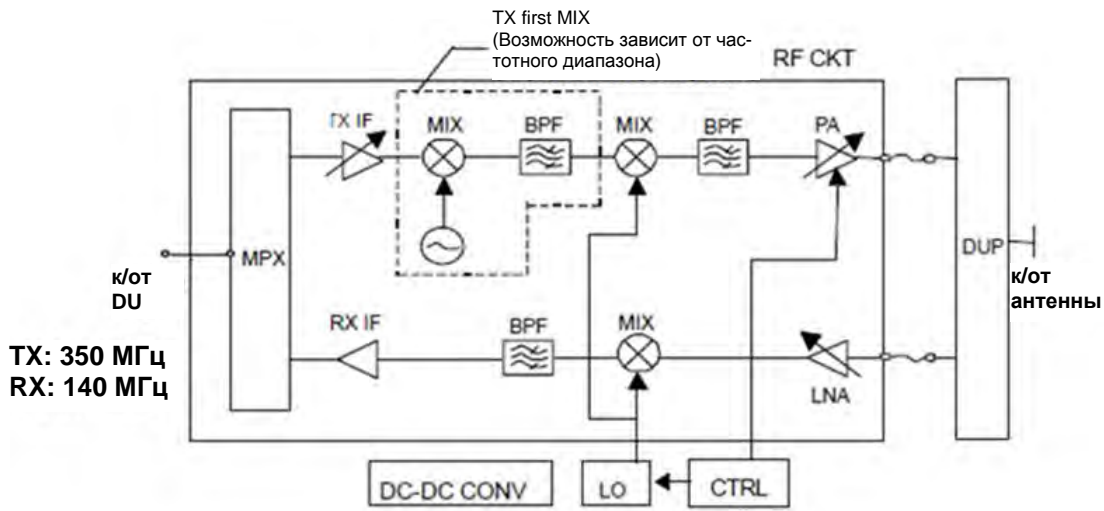 TX first MIX
(Возможность зависит от час-
тотного диапазона)
RF CKT
TX IF
MIX
BPF
MIX
BPF
PA
MPX
DUP
к/от
DU
к/от
антенны
TX: 350 МГц
RX: 140 МГц
RX IF
BPF
MIX
LNA
DC-DC CONV
LO
CTRL